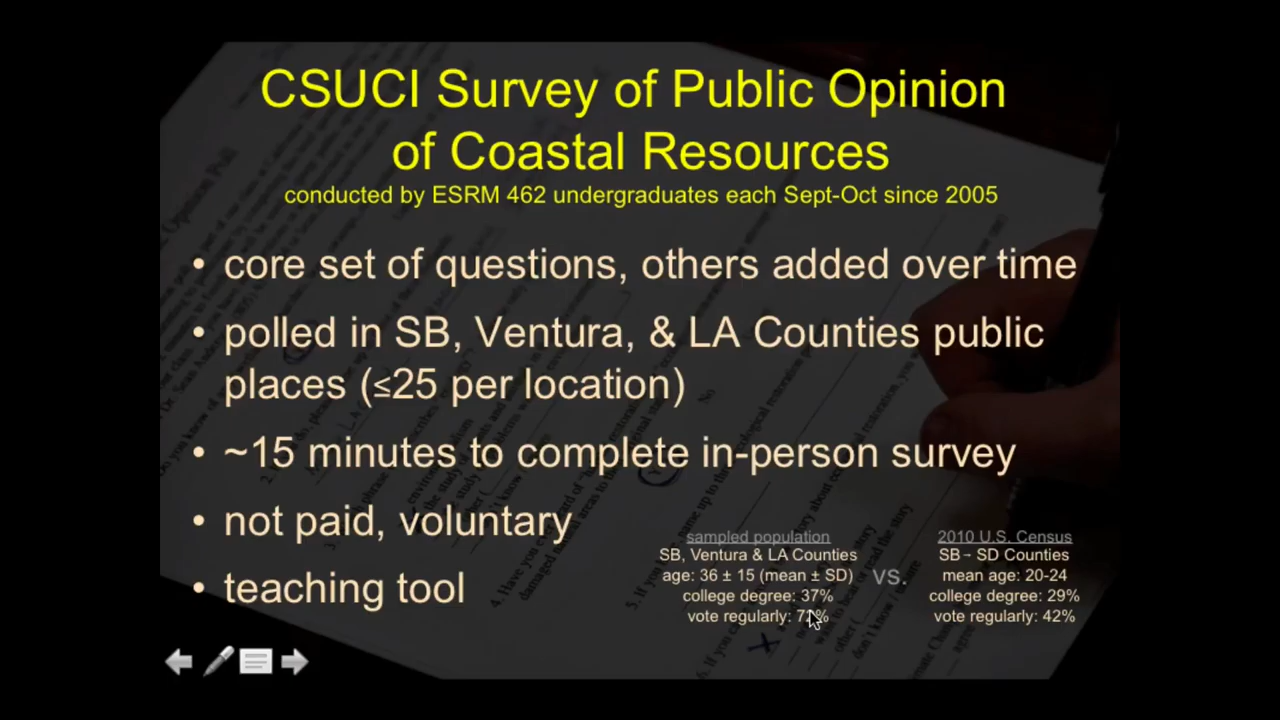 CSUCI Survey of Public Opinion
of Coastal Resources
conducted by ESRM 462 undergraduates each Sept-Oct since 2005
• core set of questions, others added over time
• polled in SB, Ventura, & LA Counties public
places (≤25 per location)
• ~15 minutes to complete in-person survey
• not paid, voluntary
• teaching tool
sampled population
SB, Ventura & LA Counties
age: 36 ± 15 (mean ± SD)
college degree: 37%
vote regularly:
vs.
2010 U.S. Census
SB - SD Counties
mean age: 20-24
college degree: 29%
vote regularly: 42%